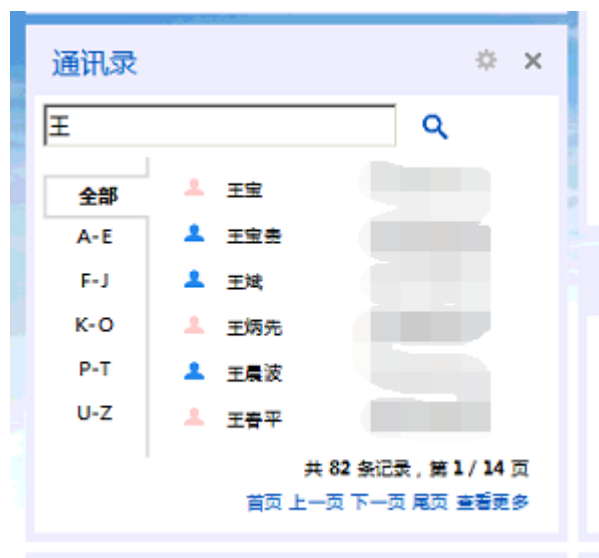 通讯录
王
全部
A-E
F-J
K-O
P-T
U-Z
王宝
王宝贵
王斌
王炳先
王晨波
王春平
共 82 条记录，第 1 / 14 页
首页 上一页 下一页 尾页 查看更多